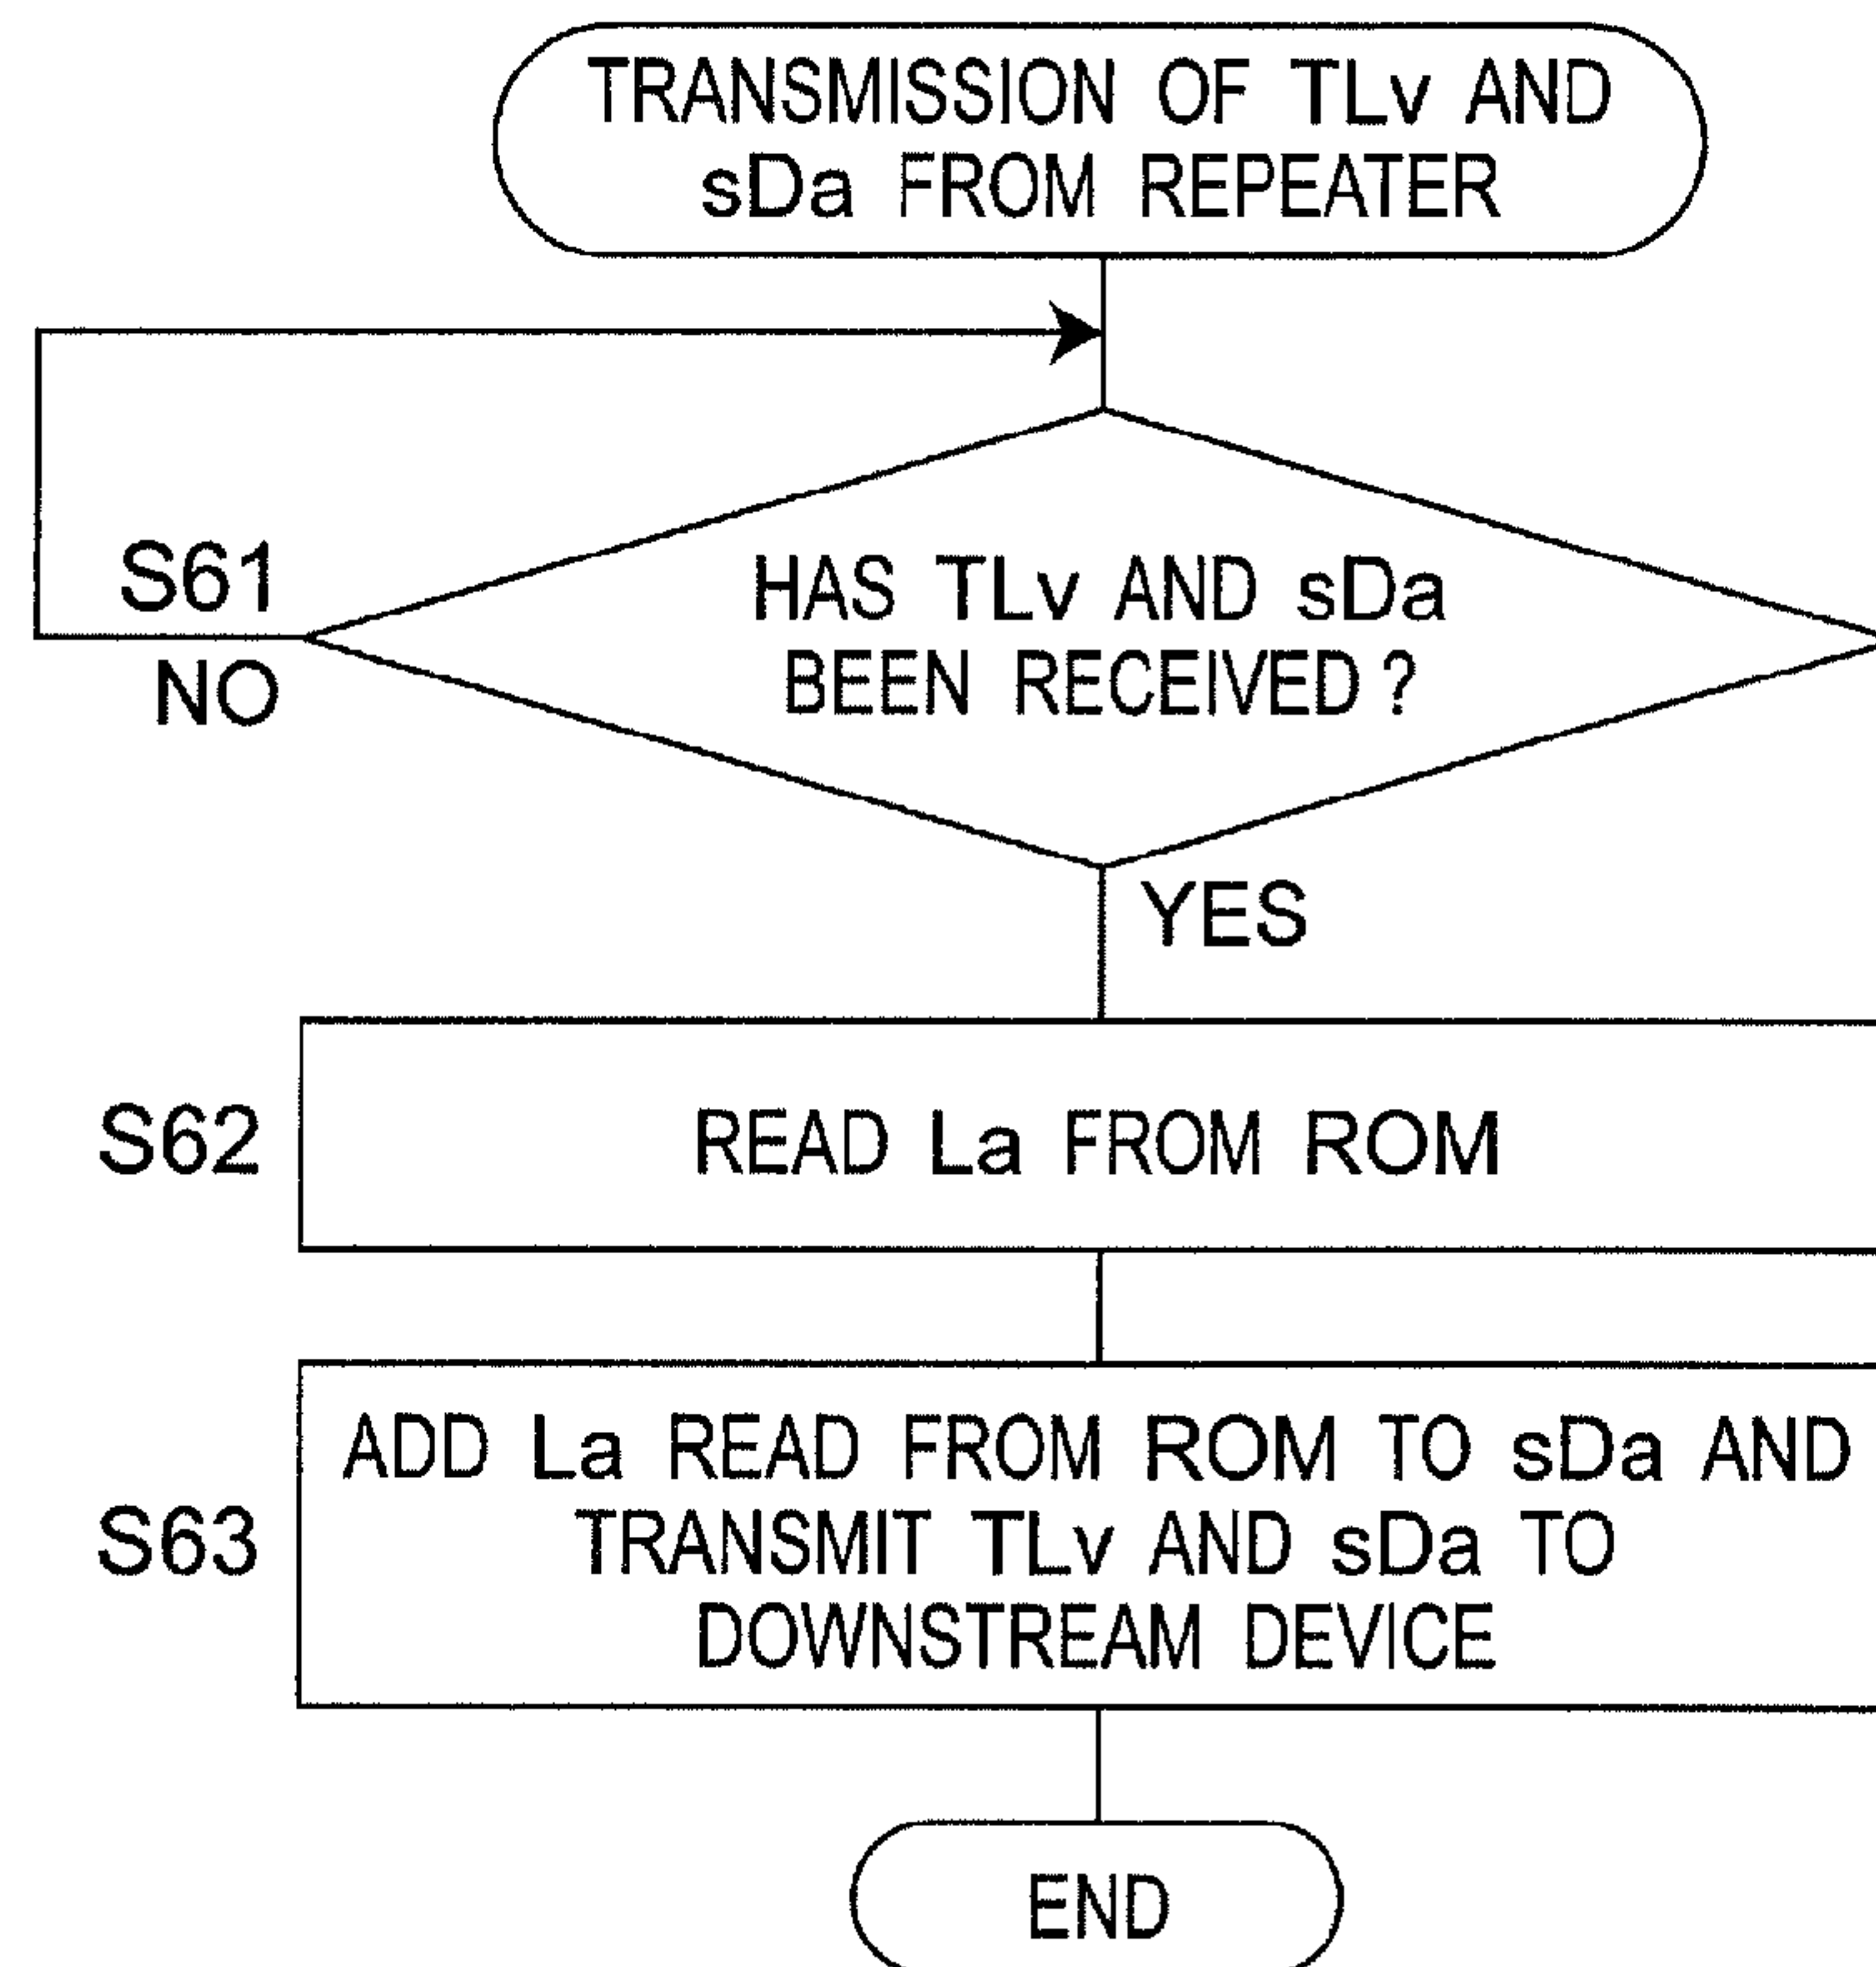 TRANSMISSION OF TLv AND
sDa FROM REPEATER
S61
HAS TLv AND sDa
BEEN RECEIVED?
NO
YES
S62
READ La FROM ROM
S63
ADD La READ FROM ROM TO sDa AND
TRANSMIT TLv AND sDa TO
DOWNSTREAM DEVICE
END